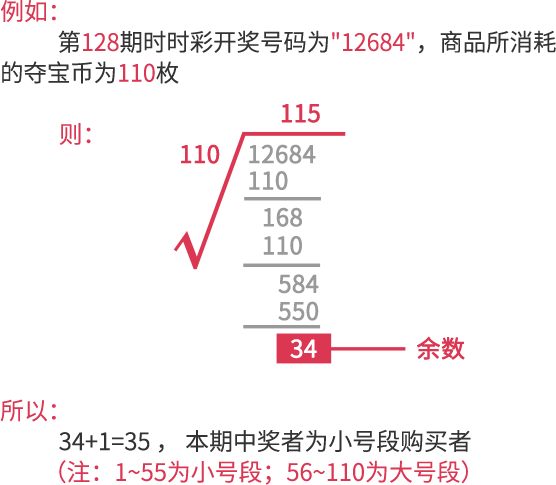 例如：
第128期时时彩开奖号码为"12684"，商品所消耗
的夺宝币为110枚
则：
115
110
12684
110
168
110
584
550
34 余数
所以：
34+1=35 ， 本期中奖者为小号段购买者
（注：1~55为小号段；56~110为大号段）